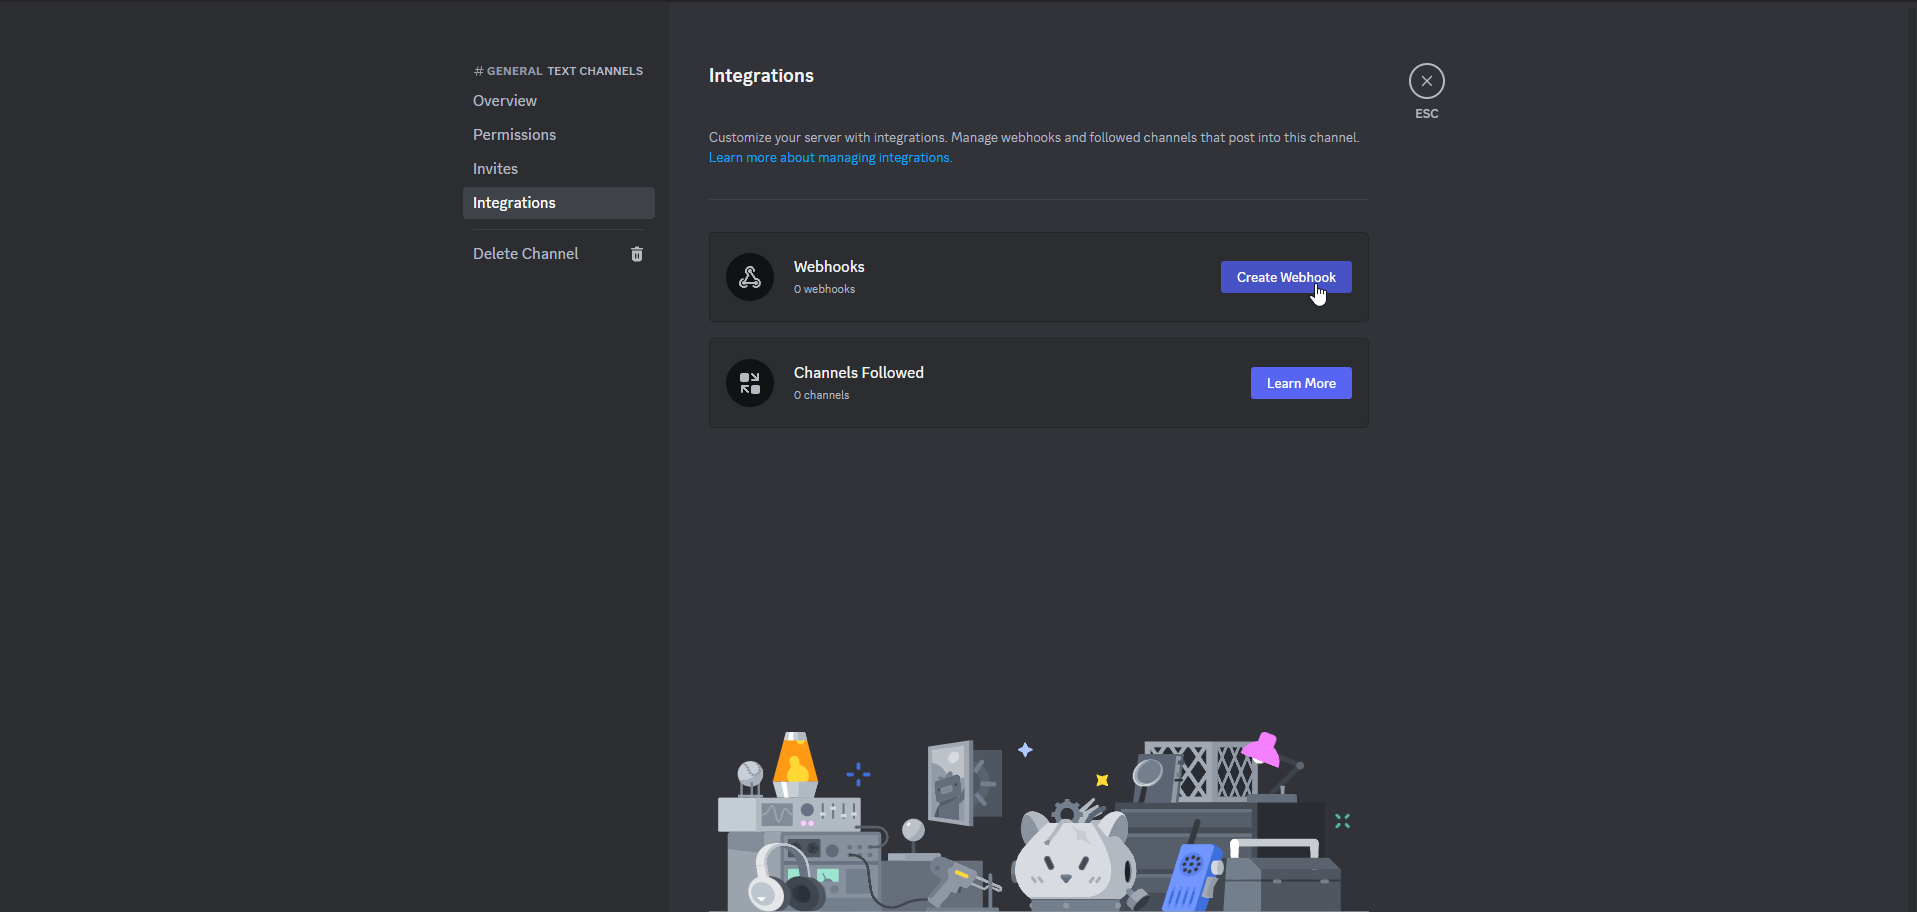 # GENERAL TEXT CHANNELS
Overview
Permissions
Invites
Integrations
Delete Channel
Integrations
Customize your server with integrations. Manage webhooks and followed channels that post into this channel.
Learn more about managing integrations.
Webhooks
0 webhooks
Create Webhook
Channels Followed
0 channels
Learn More
ESC